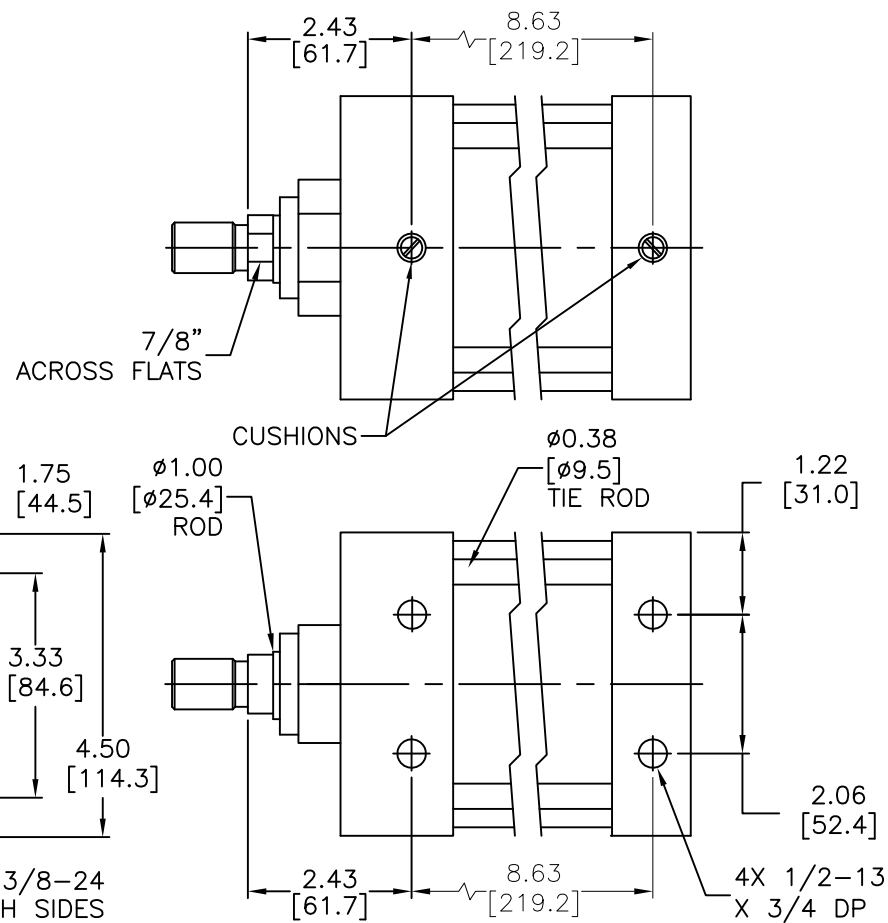 2.43
[61.7]
8.63
[219.2]
7/8”
ACROSS FLATS
CUSHIONS
1.75
[44.5]
ø1.00
[ø25.4]
ROD
ø0.38
[ø9.5]
TIE ROD
1.22
[31.0]
3.33
[84.6]
4.50
[114.3]
2.06
[52.4]
3/8-24
H SIDES
2.43
[61.7]
8.63
[219.2]
4X 1/2-13
X 3/4 DP